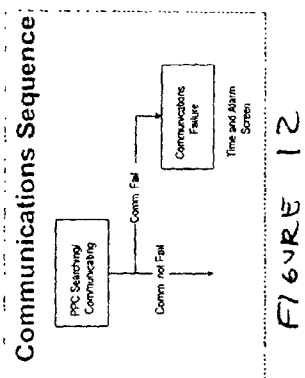 Communications Sequence
PPC Searching/
Communicating
Comm Fail
Comm not Fail
Communications
Failure
Time and Alarm
Screen
FIGURE 12